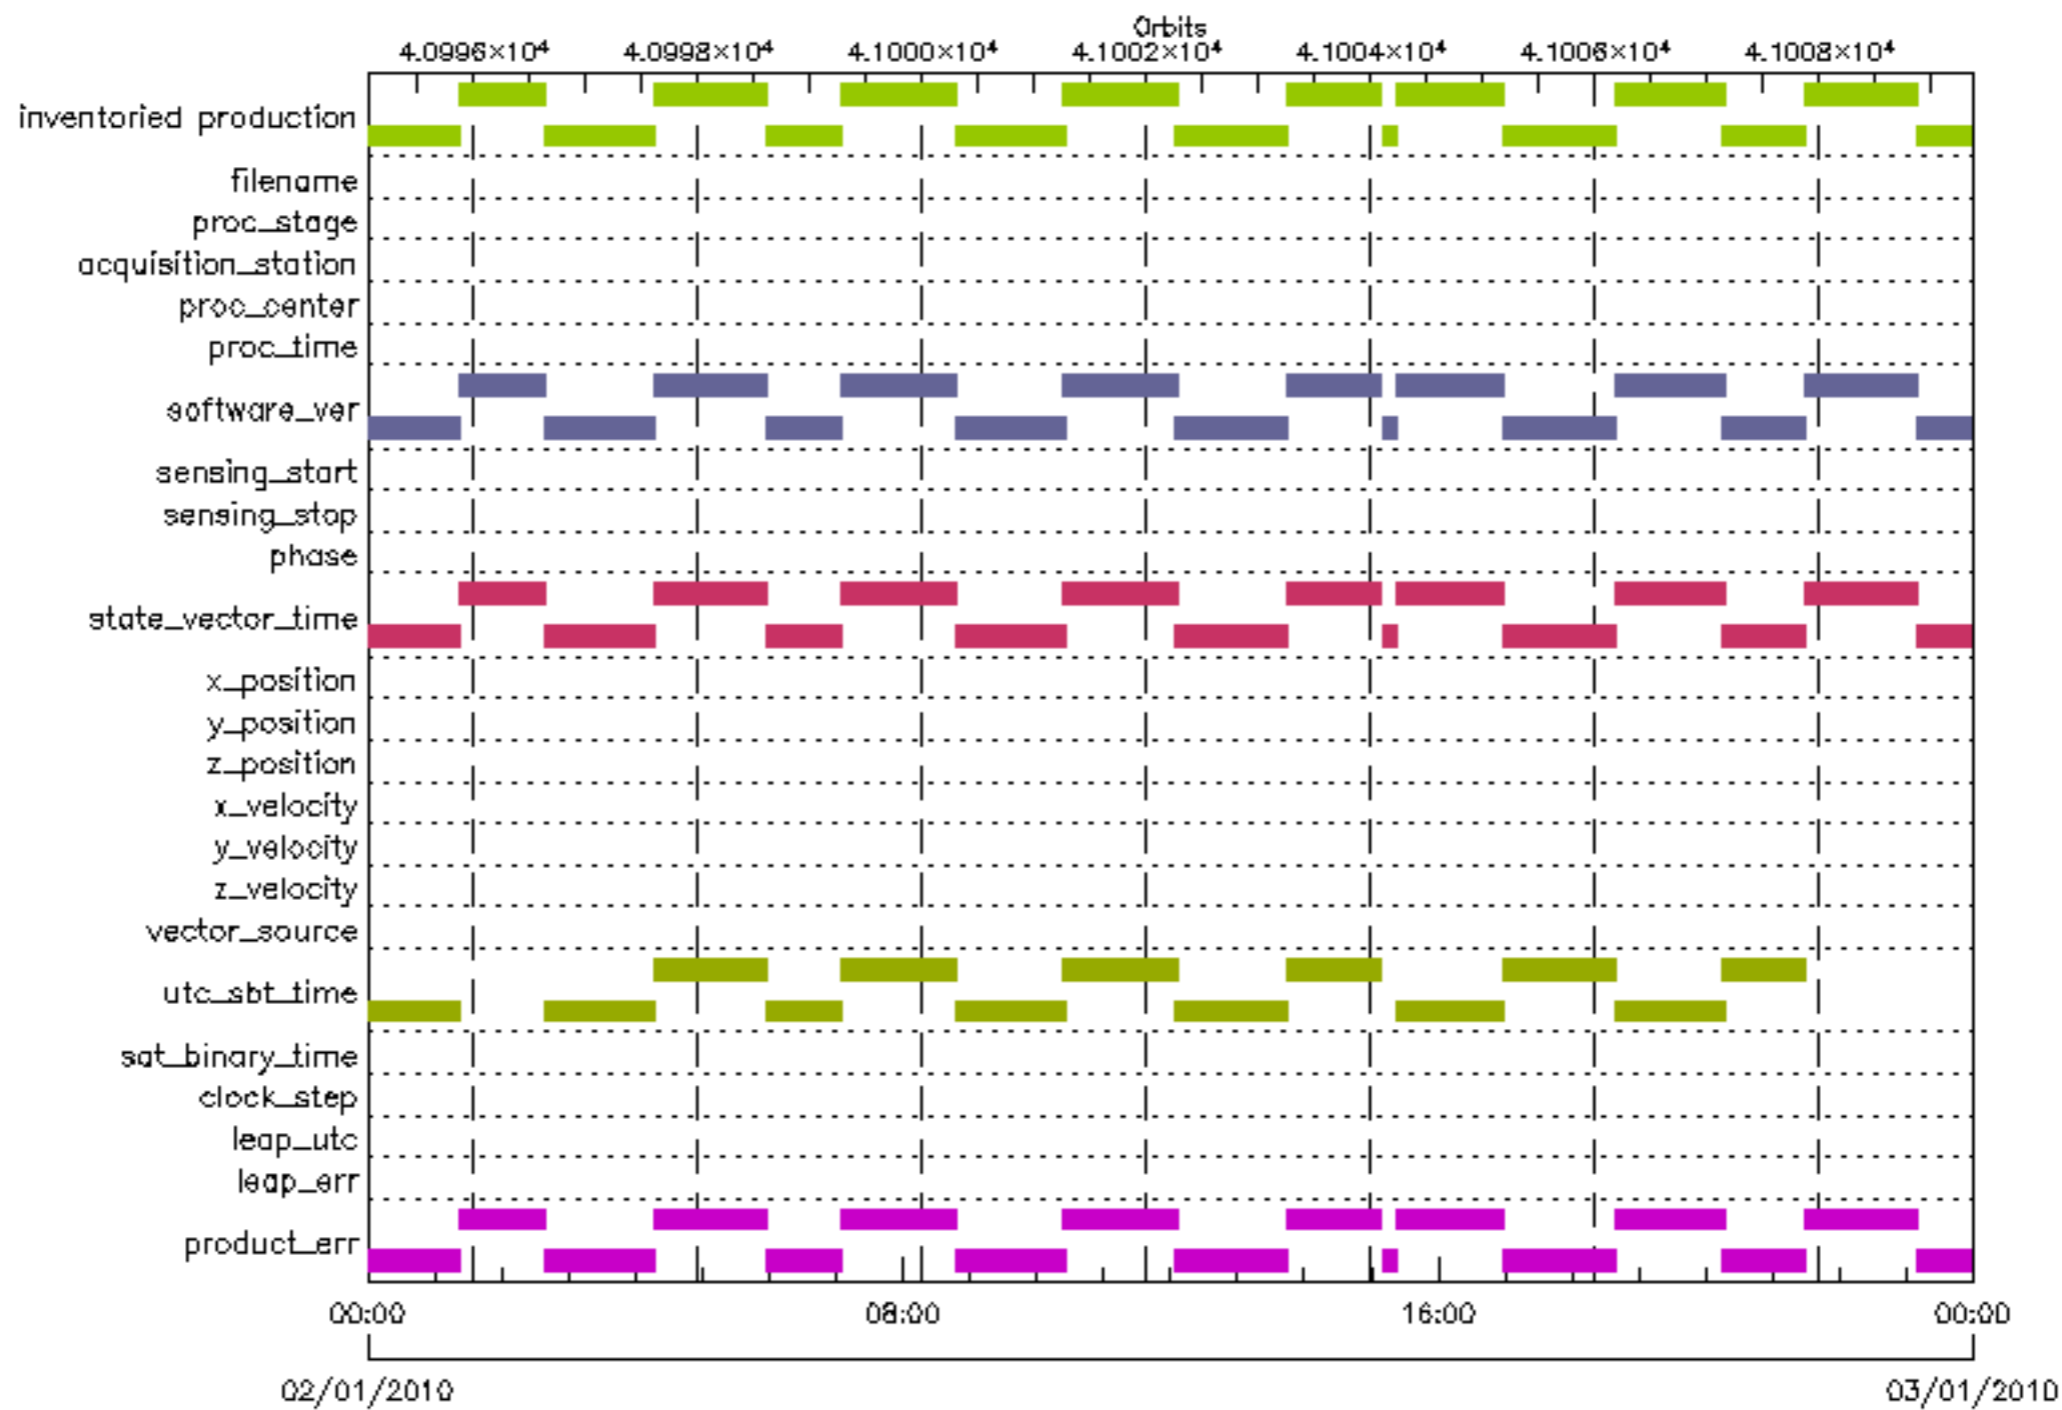 Orbits
4.0996×10⁴ 4.0998×10⁴ 4.1000×10⁴ 4.1002×10⁴ 4.1004×10⁴ 4.1006×10⁴ 4.1008×10⁴
inventoried production
filename
proc_stage
acquisition_station
proc_center
proc_time
software_ver
sensing_start
sensing_stop
phase
state_vector_time
x_position
y_position
z_position
x_velocity
y_velocity
z_velocity
vector_source
utc_sbt_time
sat_binary_time
clock_step
leap_utc
leap_err
product_err
00:00 08:00 16:00 00:00
02/01/2010 03/01/2010